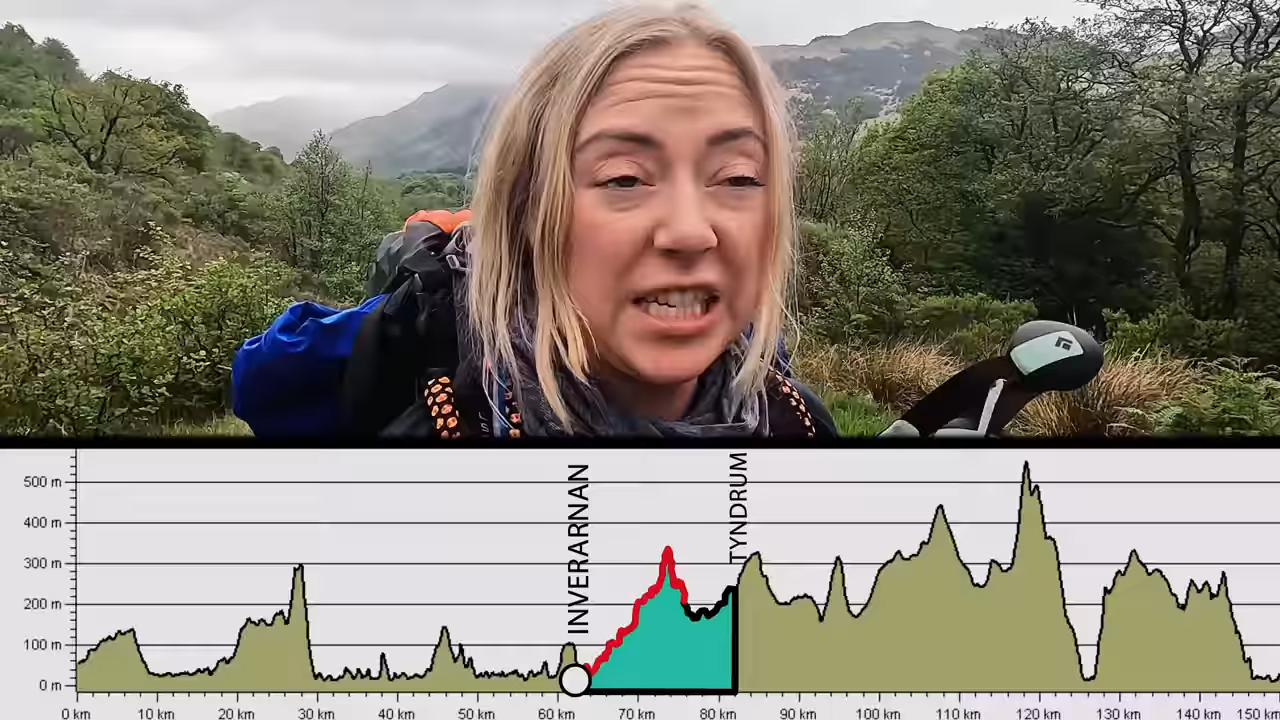 INVERARNAN
TYNDRUM
500 m
400 m
300 m
200 m
100 m
0 m
0 km
10 km
20 km
30 km
40 km
50 km
60 km
70 km
80 km
90 km
100 km
110 km
120 km
130 km
140 km
150 km